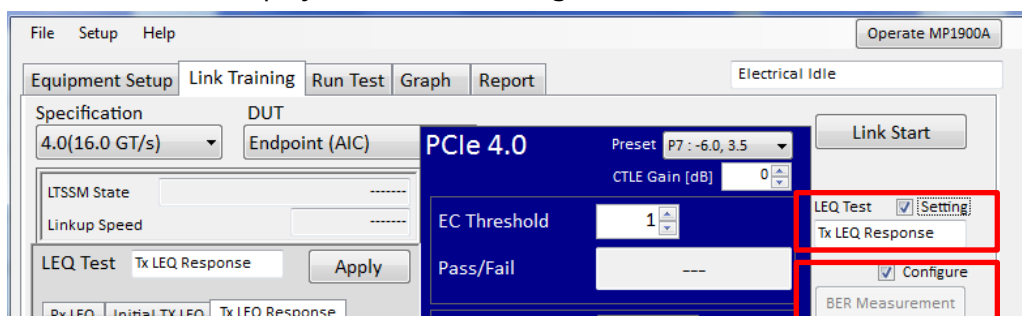 File Setup Help
Operate MP1900A
Equipment Setup Link Training Run Test Graph Report
Electrical Idle
Specification DUT
4.0(16.0 GT/s) Endpoint (AIC)
PCIe 4.0
Preset P7 : -6.0, 3.5
Link Start
CTLE Gain [dB] 0
LTSSM State -------
Linkup Speed -------
EC Threshold 1
LEQ Test Setting
Tx LEQ Response
LEQ Test Tx LEQ Response Apply
Pass/Fail ---
Configure
BER Measurement
Rx LEQ Initial TX LEQ Tx LEQ Response